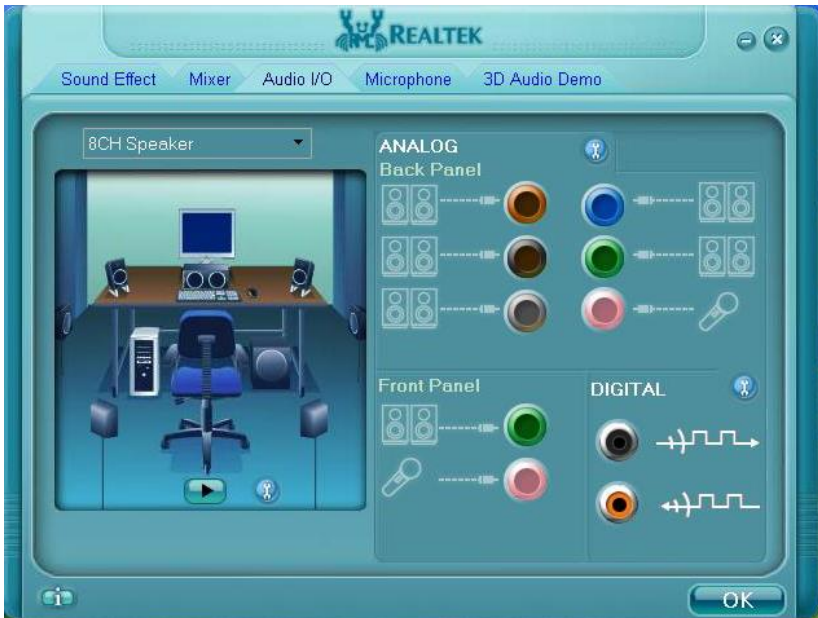 REALTEK
Sound Effect Mixer Audio I/O Microphone 3D Audio Demo
8CH Speaker
ANALOG
Back Panel
Front Panel
DIGITAL
i
OK